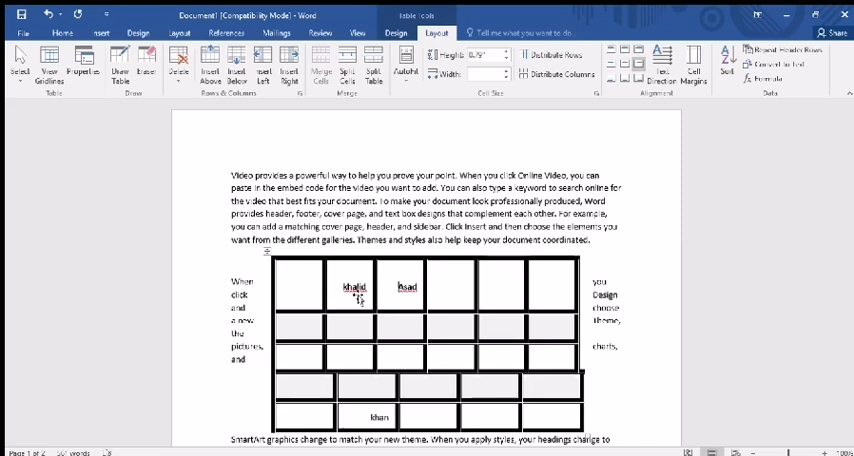 Document1 [Compatibility Mode] - Word
Table Tools
File Home Insert Design Layout References Mailings Review View Design Layout Tell me what you want to do... Share
Select View Gridlines Properties Draw Table Eraser Delete Insert Above Insert Below Insert Left Insert Right Merge Cells Split Cells Split Table AutoFit
Height: 0.79" Distribute Rows
Width: Distribute Columns
Text Direction Cell Margins Sort
Repeat Header Rows
Convert to Text
Formula
Table Draw Rows & Columns Merge Cell Size Alignment Data
Video provides a powerful way to help you prove your point. When you click Online Video, you can
paste in the embed code for the video you want to add. You can also type a keyword to search online for
the video that best fits your document. To make your document look professionally produced, Word
provides header, footer, cover page, and text box designs that complement each other. For example,
you can add a matching cover page, header, and sidebar. Click Insert and then choose the elements you
want from the different galleries. Themes and styles also help keep your document coordinated.
When khalid Asad you
click Design
and choose
a new Theme,
the
pictures, charts,
and
khan
SmartArt graphics change to match your new theme. When you apply styles, your headings change to
Page 1 of 2 561 words 100%